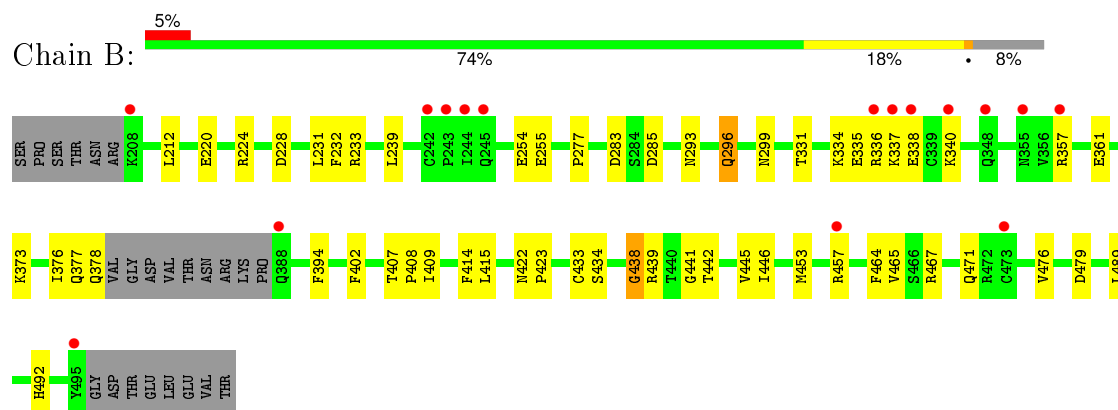 5%
Chain B:
74% 18% • 8%
SER PRO SER THR ASN ARG K208 L212 E220 R224 D228 L231 F232 R233 L239 C242 P243 I244 Q245 E254 E255 P277 D283 S284 D285 N293 Q296 N299 T331 K334 E335 R336 K337 E338 C339 K340 Q348 N355 V356 R357 E361
K373 I376 Q377 Q378 VAL GLY ASP VAL THR ASN ARG LYS PRO Q388 F394 F402 T407 P408 I409 F414 L415 N422 P423 C433 S434 G438 R439 T440 G441 T442 V445 I446 M453 R457 F464 V465 S466 R467 Q471 R472 C473 V476 D479 L489
H492 Y495 GLY ASP THR GLU LEU GLU VAL THR